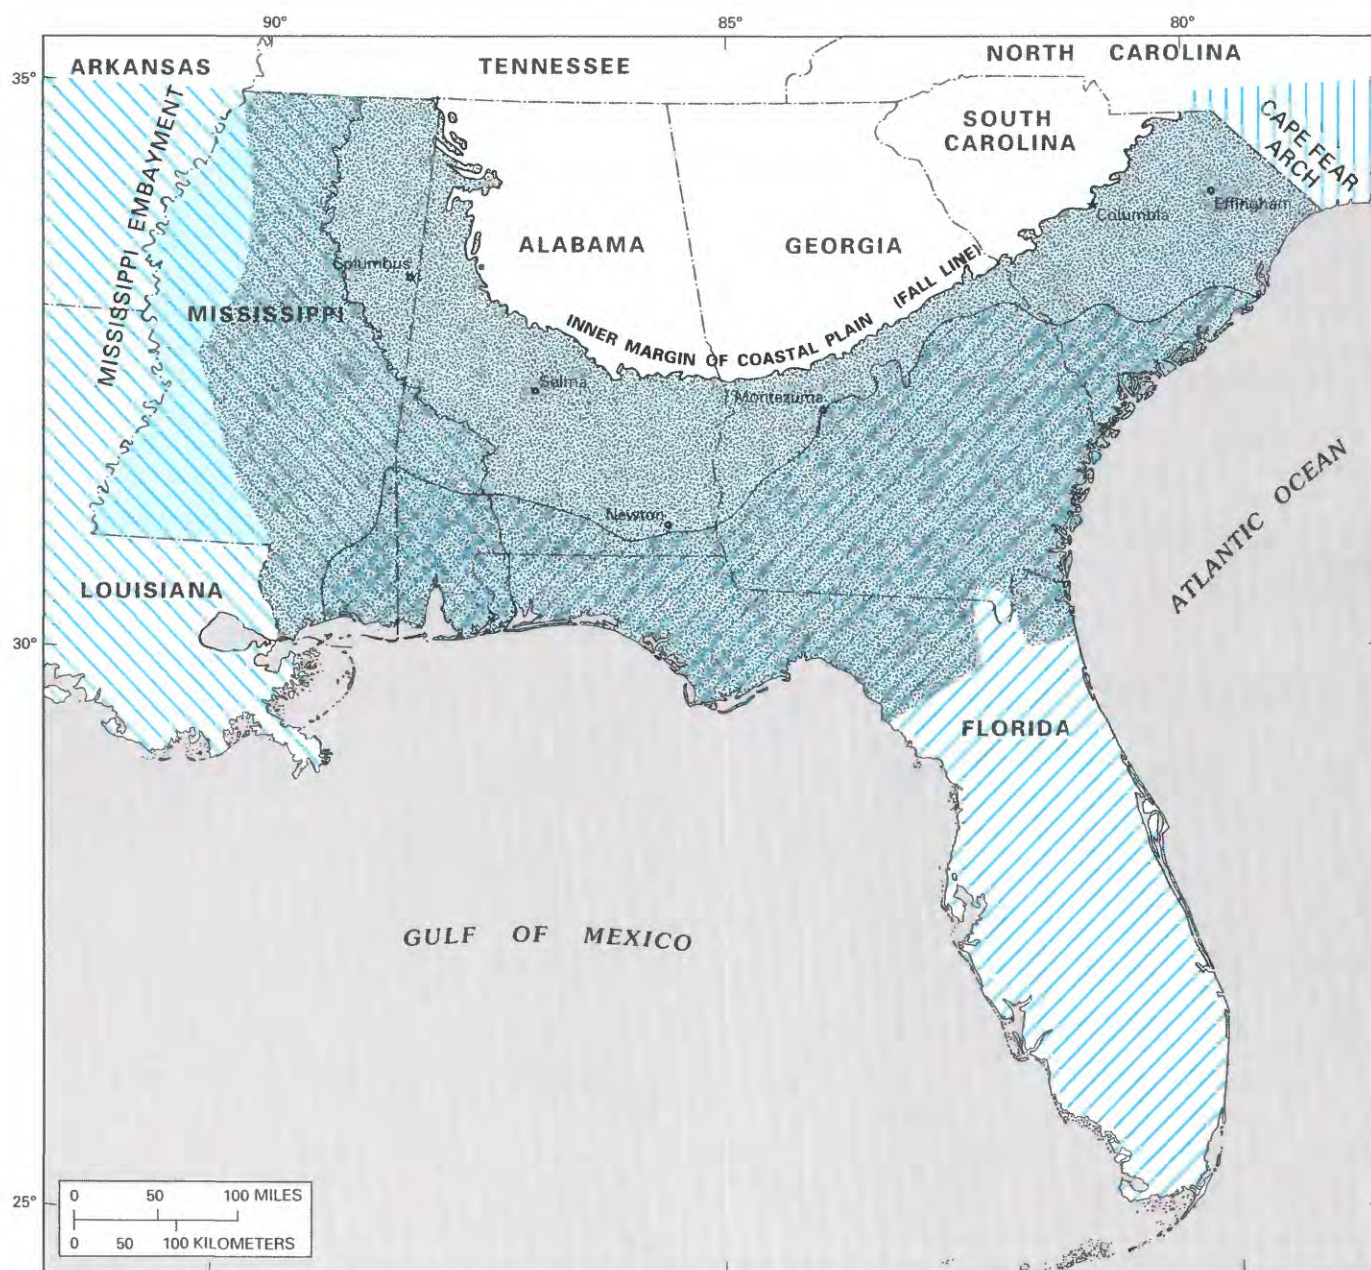 90° 85° 80°
35°
ARKANSAS
TENNESSEE
NORTH CAROLINA
SOUTH
CAROLINA
CAPE FEAR
ARCH
MISSISSIPPI EMBAYMENT
Columbia
Effingham
ALABAMA
GEORGIA
(FALL LINE)
Columbus
MISSISSIPPI
INNER MARGIN OF COASTAL PLAIN
Selma
Montezuma
Newton
ATLANTIC OCEAN
LOUISIANA
30°
FLORIDA
GULF OF MEXICO
25°
0 50 100 MILES
0 50 100 KILOMETERS